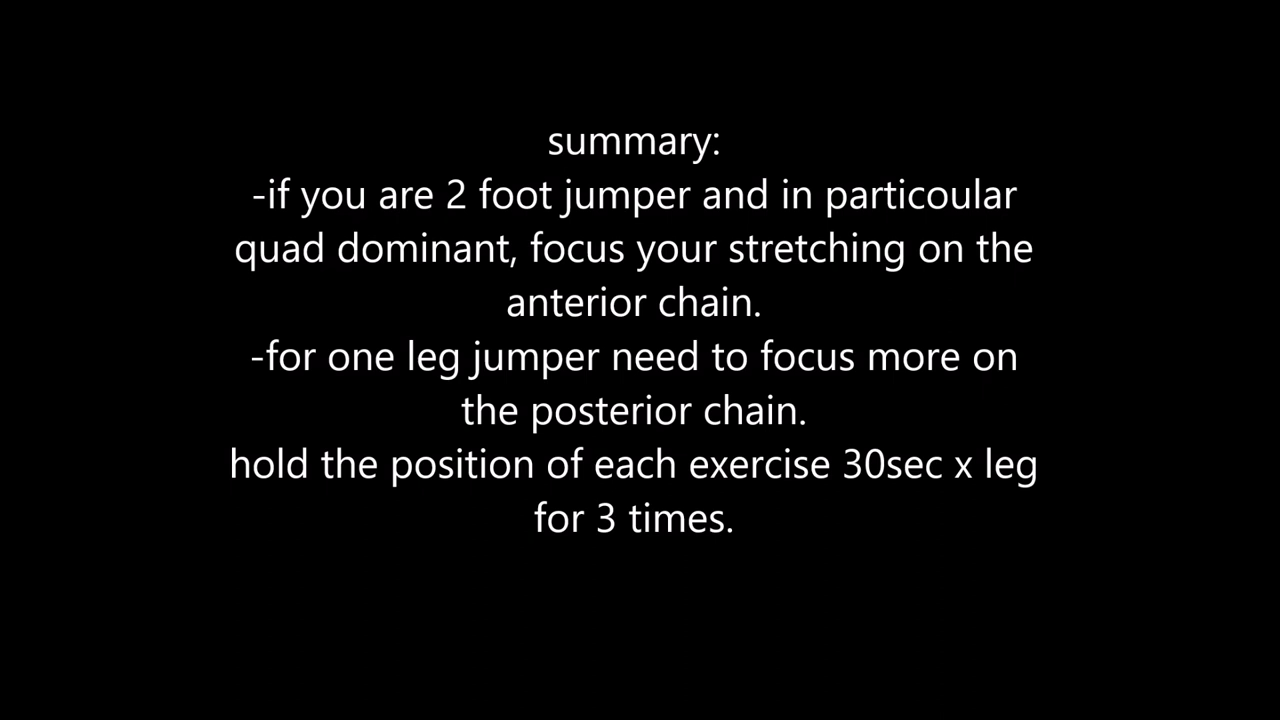 summary:
-if you are 2 foot jumper and in particoular
quad dominant, focus your stretching on the
anterior chain.
-for one leg jumper need to focus more on
the posterior chain.
hold the position of each exercise 30sec x leg
for 3 times.